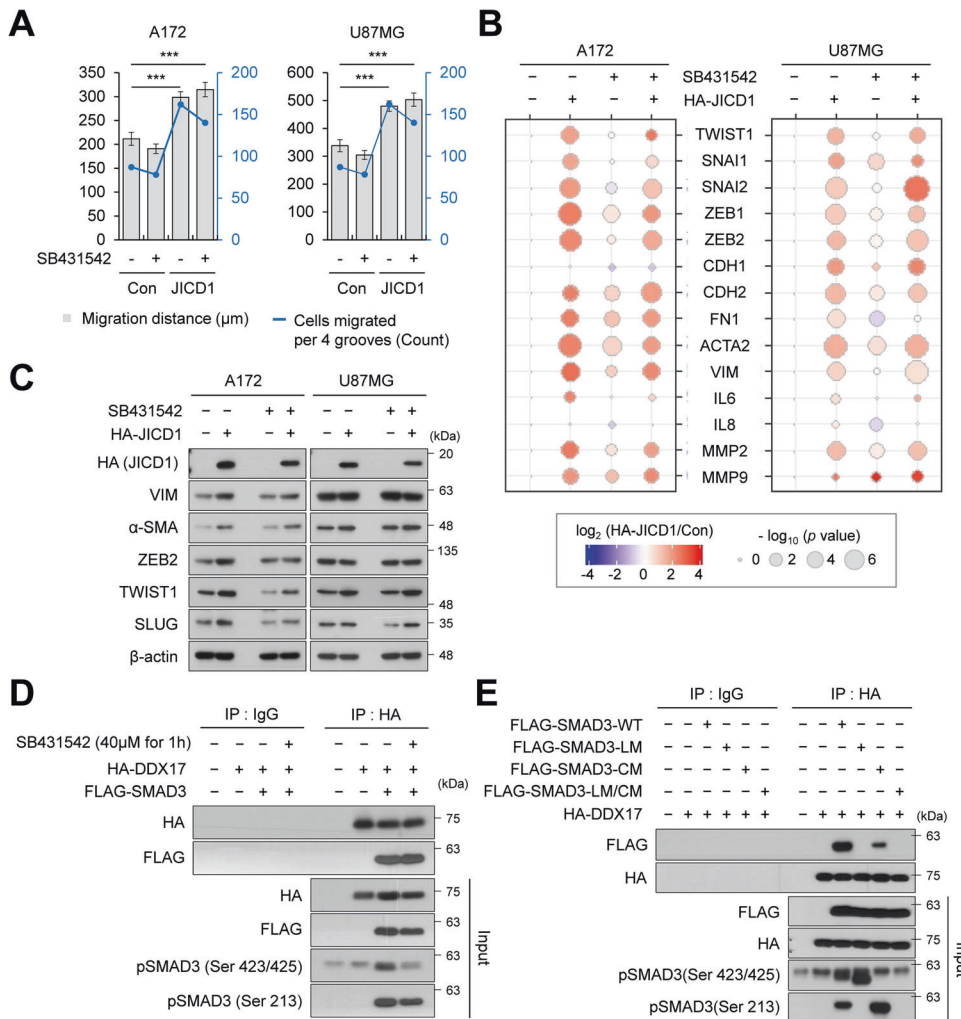 A
A172
U87MG
***
***
***
***
350
300
250
200
150
100
50
0
200
150
100
50
0
600
500
400
300
200
100
0
200
150
100
50
0
SB431542 - + - + - + - +
Con JICD1 Con JICD1
Migration distance (μm)
Cells migrated
per 4 grooves (Count)
B
A172 U87MG
- - + + SB431542 - - + +
- + - + HA-JICD1 - + - +
TWIST1
SNAI1
SNAI2
ZEB1
ZEB2
CDH1
CDH2
FN1
ACTA2
VIM
IL6
IL8
MMP2
MMP9
log2 (HA-JICD1/Con)
-4 -2 0 2 4
- log10 (p value)
0 2 4 6
C
A172 U87MG
SB431542 - - + + - - + +
HA-JICD1 - + - + - + - + (kDa)
HA (JICD1) 20
VIM 63
α-SMA 48
ZEB2 135
TWIST1 48
SLUG 35
β-actin 48
D
IP : IgG IP : HA
SB431542 (40μM for 1h) - - - + - - - +
HA-DDX17 - + + + - + + +
FLAG-SMAD3 - - + + - - + + (kDa)
HA 75
FLAG 63
HA 75
FLAG 63
pSMAD3 (Ser 423/425) 63
pSMAD3 (Ser 213) 63
Input
E
IP : IgG IP : HA
FLAG-SMAD3-WT - - + - - - - - + - - -
FLAG-SMAD3-LM - - - + - - - - - + - -
FLAG-SMAD3-CM - - - - + - - - - - + -
FLAG-SMAD3-LM/CM - - - - - + - - - - - +
HA-DDX17 - + + + + + - + + + + + (kDa)
FLAG 63
HA 75
FLAG 63
HA 75
pSMAD3(Ser 423/425) 63
pSMAD3(Ser 213) 63
Input